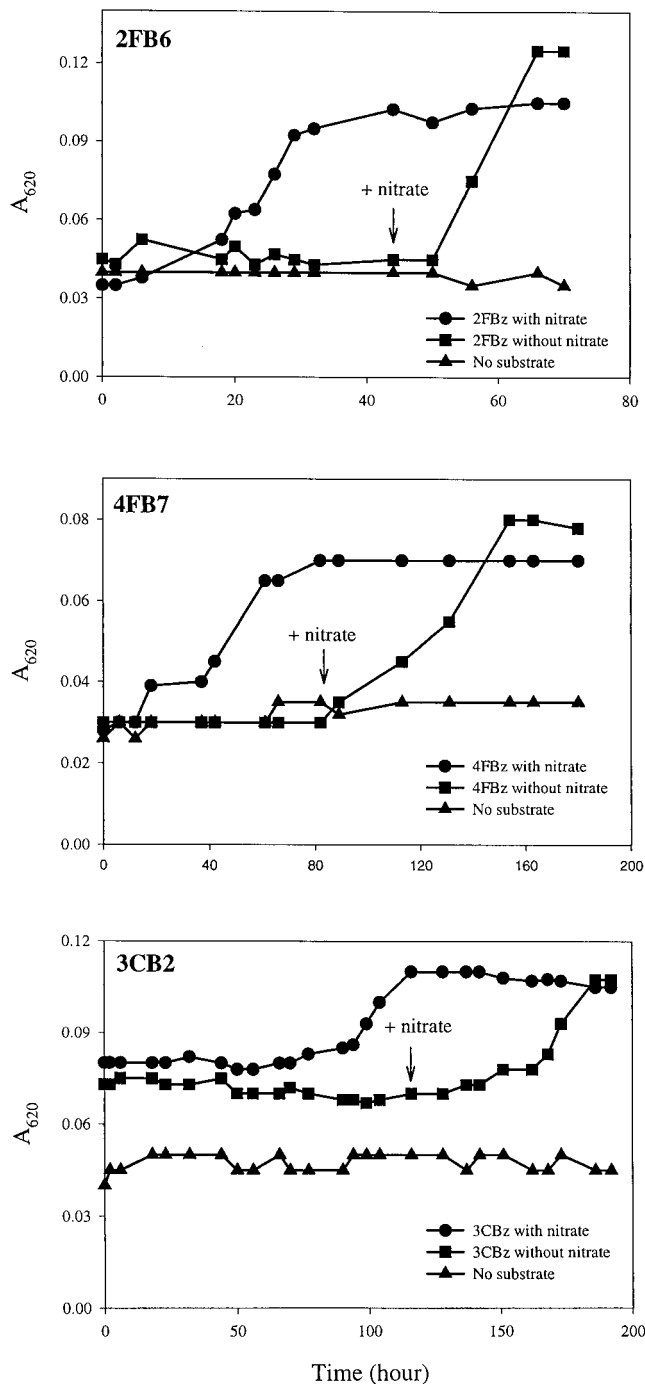 2FB6
0.12
0.09
0.06
0.03
0.00
A620
+ nitrate
2FBz with nitrate
2FBz without nitrate
No substrate
0 20 40 60 80
4FB7
0.08
0.06
0.04
0.02
0.00
A620
+ nitrate
4FBz with nitrate
4FBz without nitrate
No substrate
0 40 80 120 160 200
3CB2
0.12
0.09
0.06
0.03
0.00
A620
+ nitrate
3CBz with nitrate
3CBz without nitrate
No substrate
0 50 100 150 200
Time (hour)